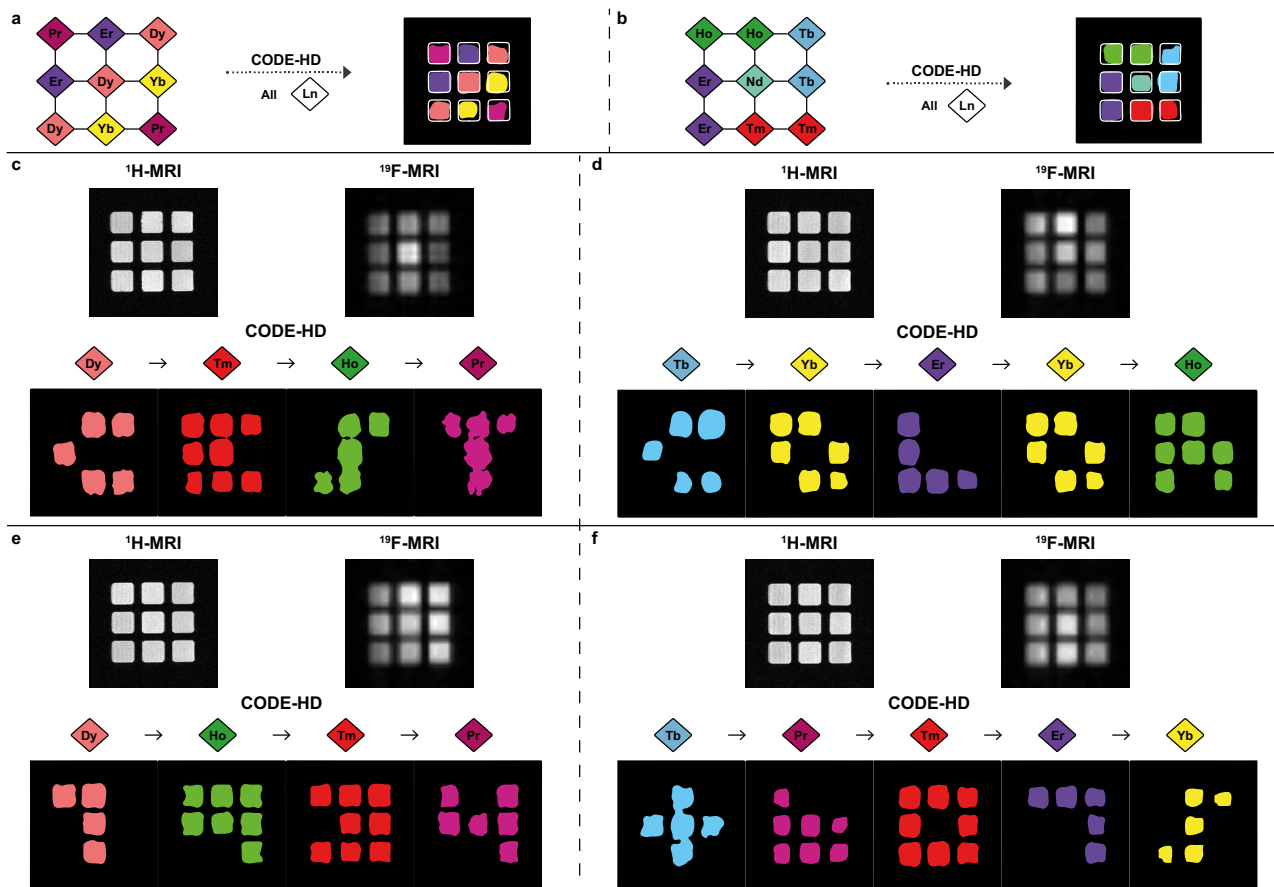 a
Pr Er Dy
Er Dy Yb
Dy Yb Pr
CODE-HD
All Ln
b
Ho Ho Tb
Er Nd Tb
Er Tm Tm
CODE-HD
All Ln
c
¹H-MRI ¹⁹F-MRI
CODE-HD
Dy → Tm → Ho → Pr
d
¹H-MRI ¹⁹F-MRI
CODE-HD
Tb → Yb → Er → Yb → Ho
e
¹H-MRI ¹⁹F-MRI
CODE-HD
Dy → Ho → Tm → Pr
f
¹H-MRI ¹⁹F-MRI
CODE-HD
Tb → Pr → Tm → Er → Yb